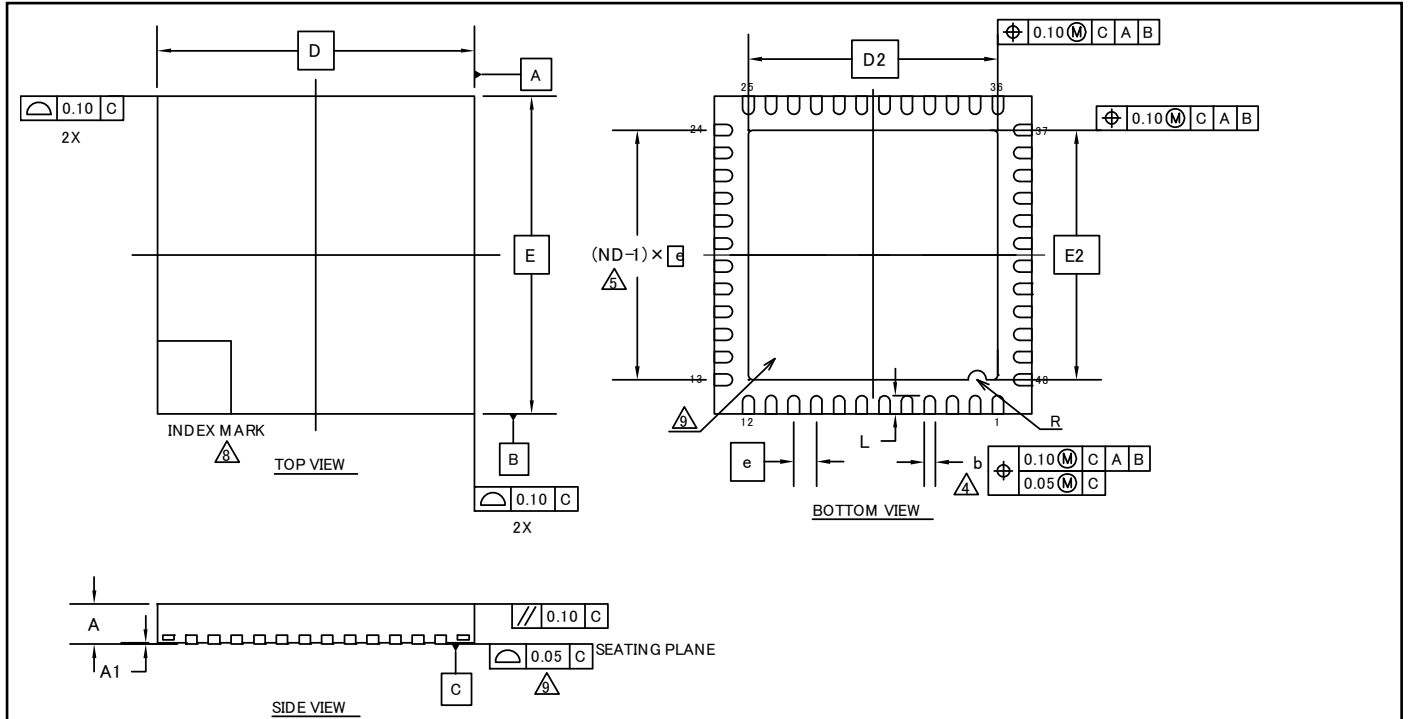 D
A
⌓ 0.10 C
2X
E
INDEX MARK
8
TOP VIEW
B
⌓ 0.10 C
2X
⌖ 0.10 Ⓜ C A B
D2
25
36
⌖ 0.10 Ⓜ C A B
24
37
(ND-1)× e
5
E2
13
48
9
12
1
L
R
e
b
4
⌖ 0.10 Ⓜ C A B
0.05 Ⓜ C
BOTTOM VIEW
A
// 0.10 C
A1
⌓ 0.05 C SEATING PLANE
9
C
SIDE VIEW